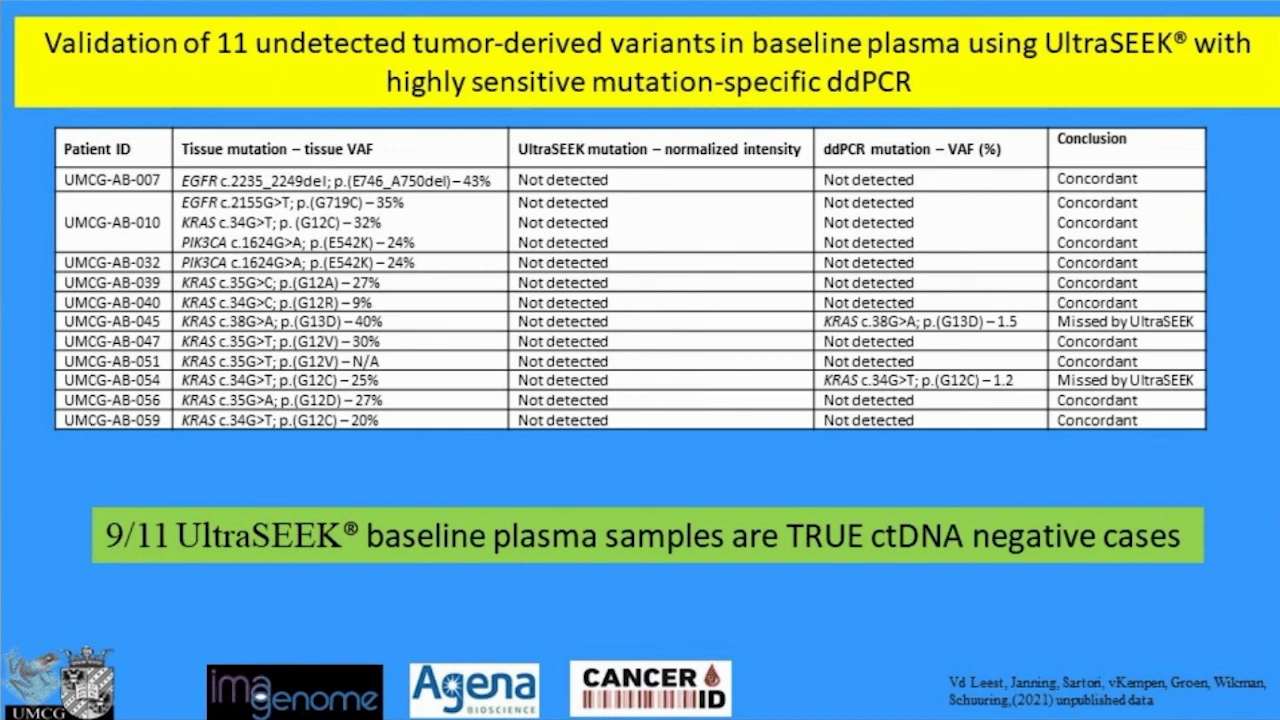 Validation of 11 undetected tumor-derived variants in baseline plasma using UltraSEEK® with
highly sensitive mutation-specific ddPCR
Patient ID Tissue mutation – tissue VAF UltraSEEK mutation – normalized intensity ddPCR mutation – VAF (%) Conclusion
UMCG-AB-007 EGFR c.2235_2249del; p.(E746_A750del) – 43% Not detected Not detected Concordant
EGFR c.2155G>T; p.(G719C) – 35% Not detected Not detected Concordant
UMCG-AB-010 KRAS c.34G>T; p. (G12C) – 32% Not detected Not detected Concordant
PIK3CA c.1624G>A; p.(E542K) – 24% Not detected Not detected Concordant
UMCG-AB-032 PIK3CA c.1624G>A; p.(E542K) – 24% Not detected Not detected Concordant
UMCG-AB-039 KRAS c.35G>C; p.(G12A) – 27% Not detected Not detected Concordant
UMCG-AB-040 KRAS c.34G>C; p.(G12R) – 9% Not detected Not detected Concordant
UMCG-AB-045 KRAS c.38G>A; p.(G13D) – 40% Not detected KRAS c.38G>A; p.(G13D) – 1.5 Missed by UltraSEEK
UMCG-AB-047 KRAS c.35G>T; p.(G12V) – 30% Not detected Not detected Concordant
UMCG-AB-051 KRAS c.35G>T; p.(G12V) – N/A Not detected Not detected Concordant
UMCG-AB-054 KRAS c.34G>T; p.(G12C) – 25% Not detected KRAS c.34G>T; p.(G12C) – 1.2 Missed by UltraSEEK
UMCG-AB-056 KRAS c.35G>A; p.(G12D) – 27% Not detected Not detected Concordant
UMCG-AB-059 KRAS c.34G>T; p.(G12C) – 20% Not detected Not detected Concordant
9/11 UltraSEEK® baseline plasma samples are TRUE ctDNA negative cases
UMCG
imagenome
Agena
BIOSCIENCE
CANCER
ID
Vd Leest, Janning, Sartori, vKempen, Groen, Wikman,
Schuuring,(2021) unpublished data